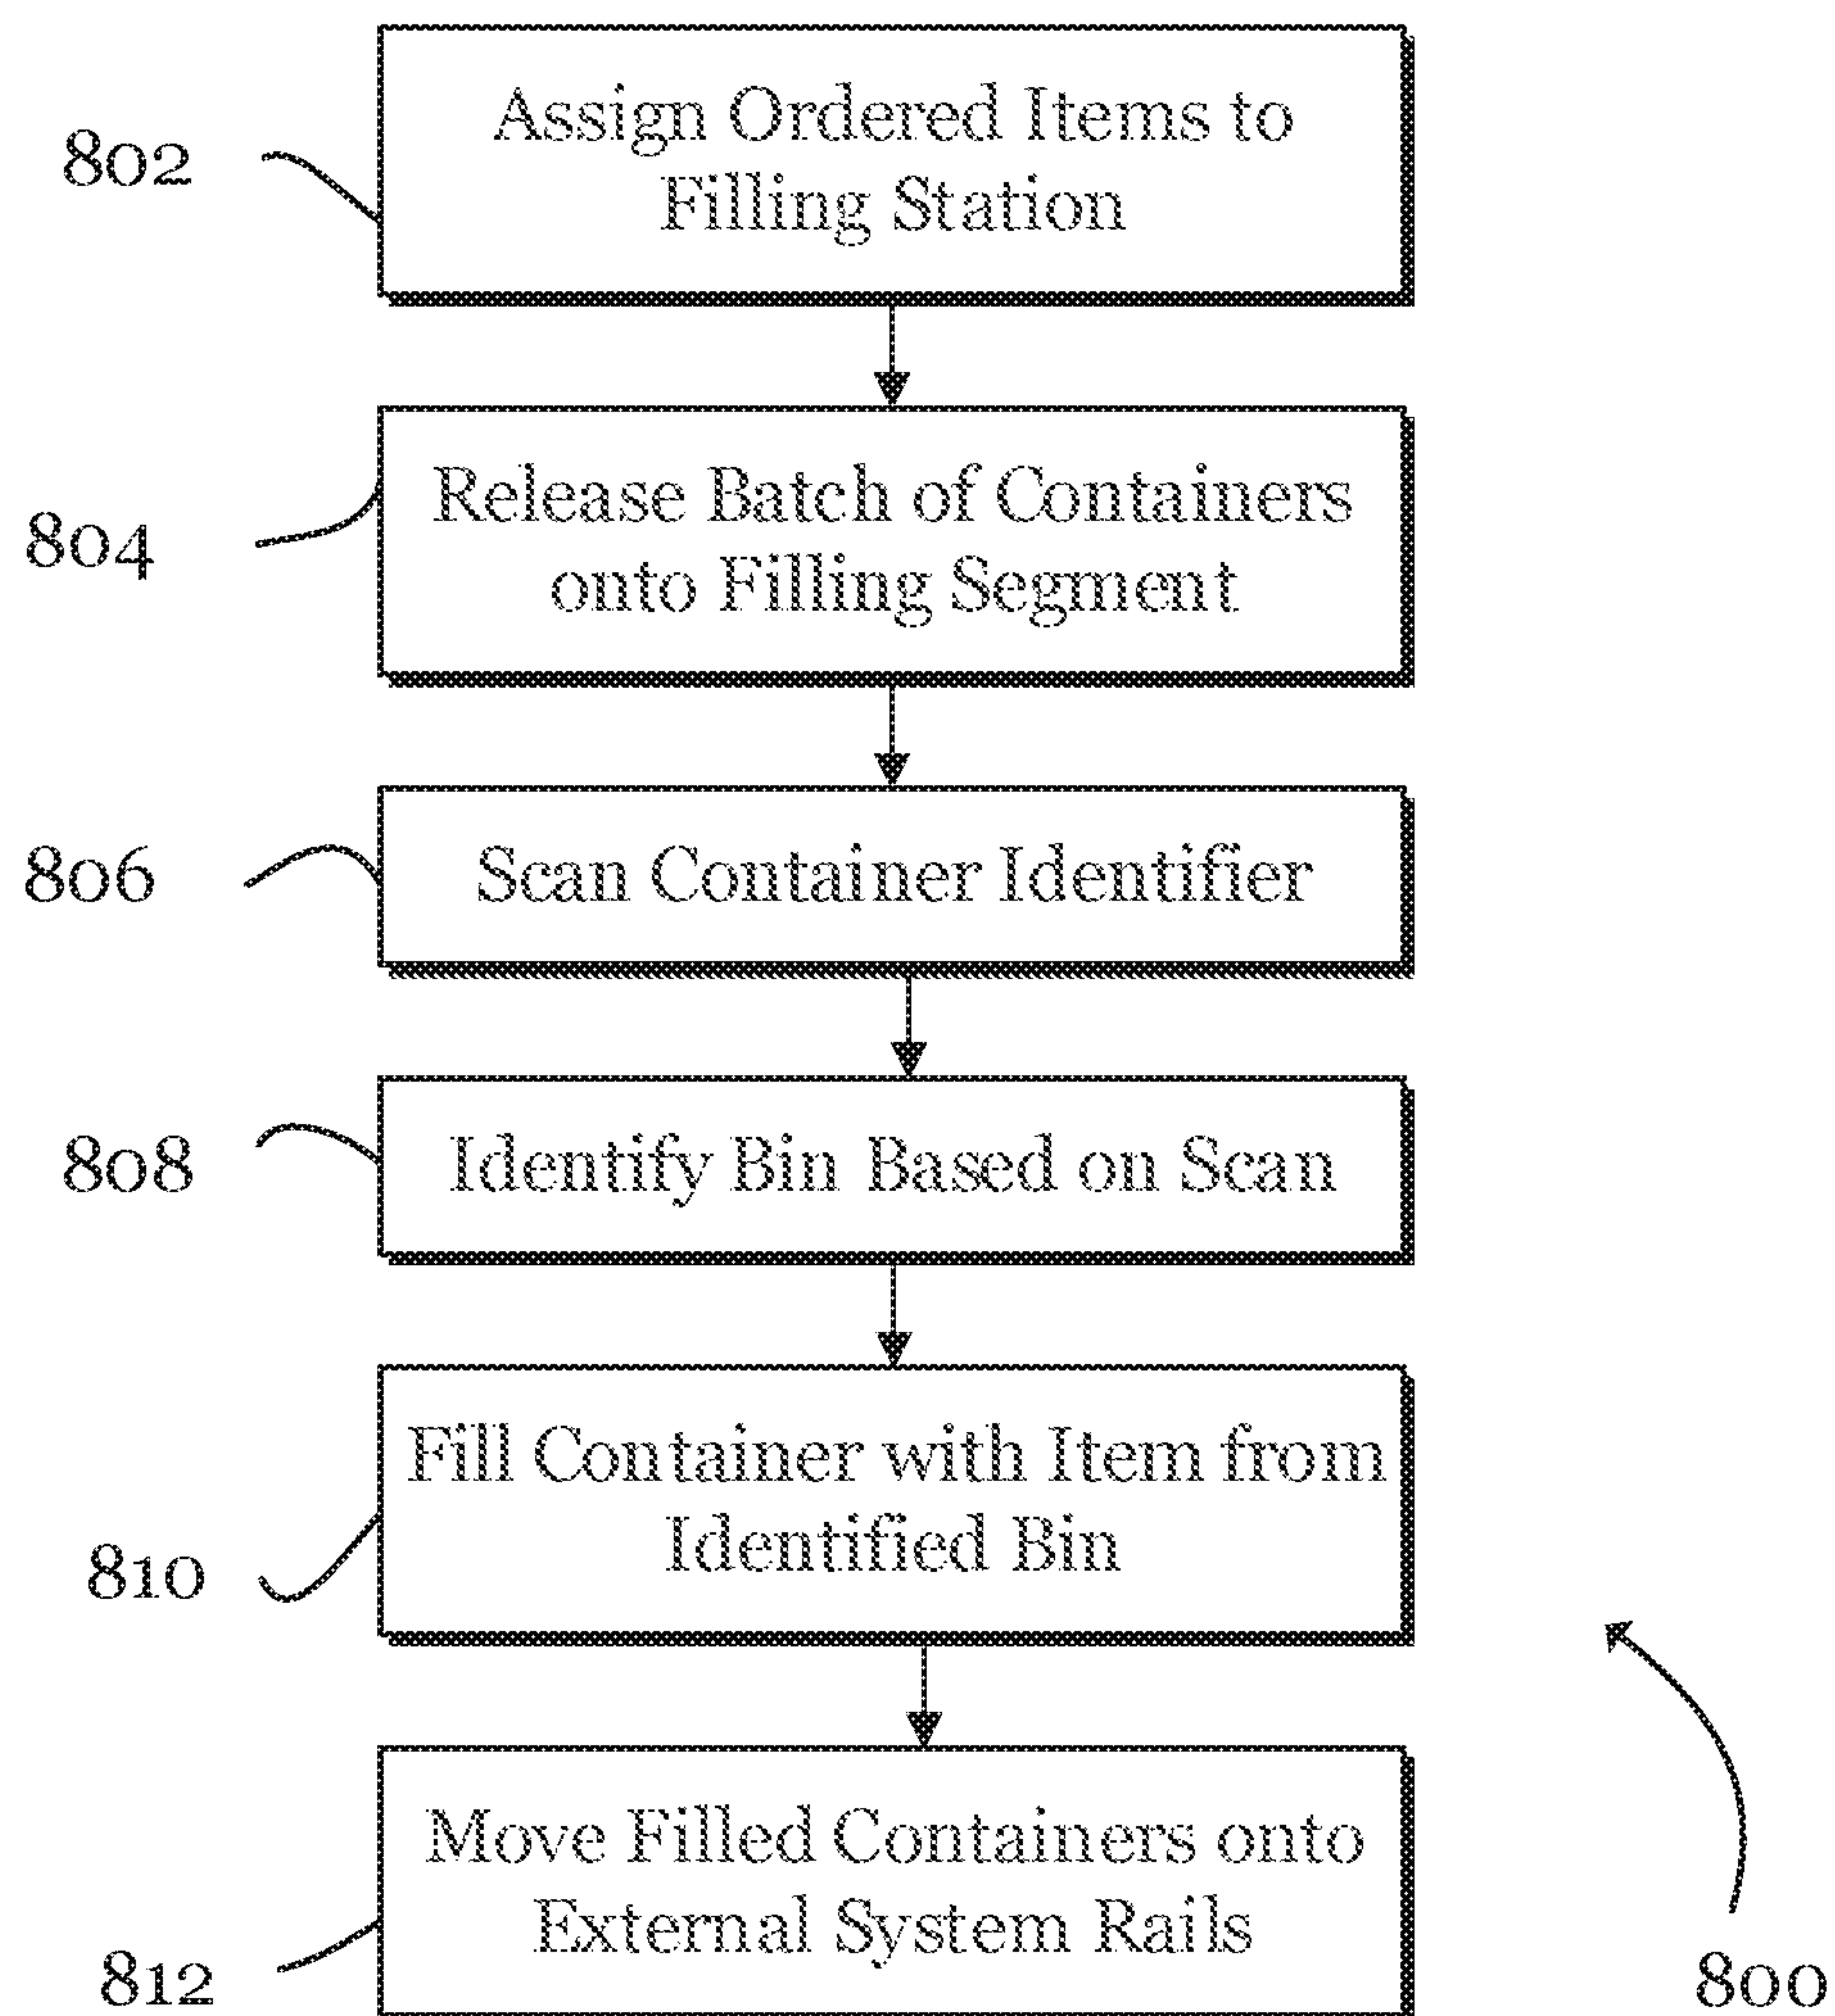 802
Assign Ordered Items to
Filling Station
804
Release Batch of Containers
onto Filling Segment
806
Scan Container Identifier
808
Identify Bin Based on Scan
810
Fill Container with Item from
Identified Bin
812
Move Filled Containers onto
External System Rails
800